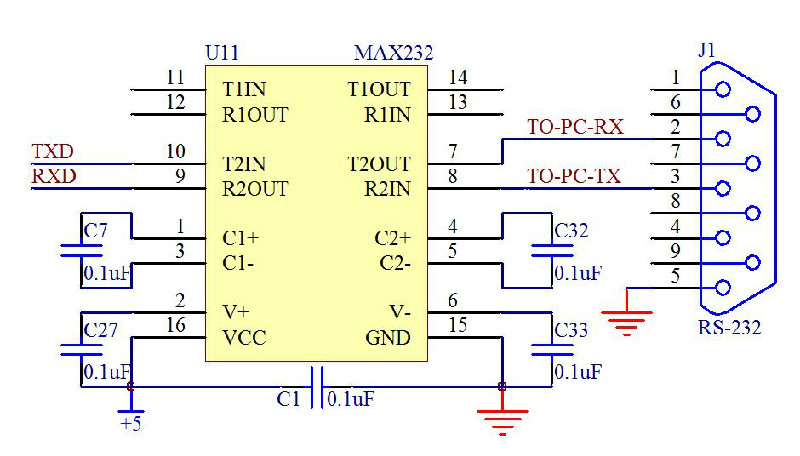 U11 MAX232 J1
11 T1IN T1OUT 14 1
12 R1OUT R1IN 13 6
TO-PC-RX 2
TXD 10 T2IN T2OUT 7 7
RXD 9 R2OUT R2IN 8 TO-PC-TX 3
8
C7 1 C1+ C2+ 4 C32 4
0.1uF 3 C1- C2- 5 0.1uF 9
5
2 V+ V- 6
C27 16 VCC GND 15 C33 RS-232
0.1uF 0.1uF
C1 0.1uF
+5